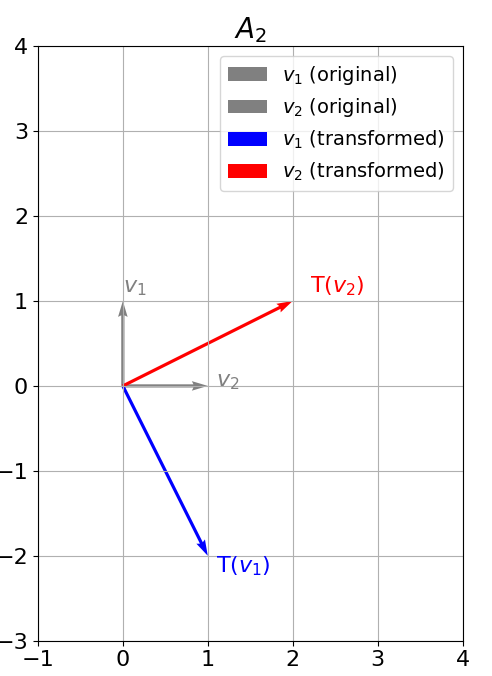 A₂
4
v₁ (original)
v₂ (original)
v₁ (transformed)
v₂ (transformed)
3
2
v₁
T(v₂)
1
0
v₂
−1
−2
T(v₁)
−3
−1 0 1 2 3 4